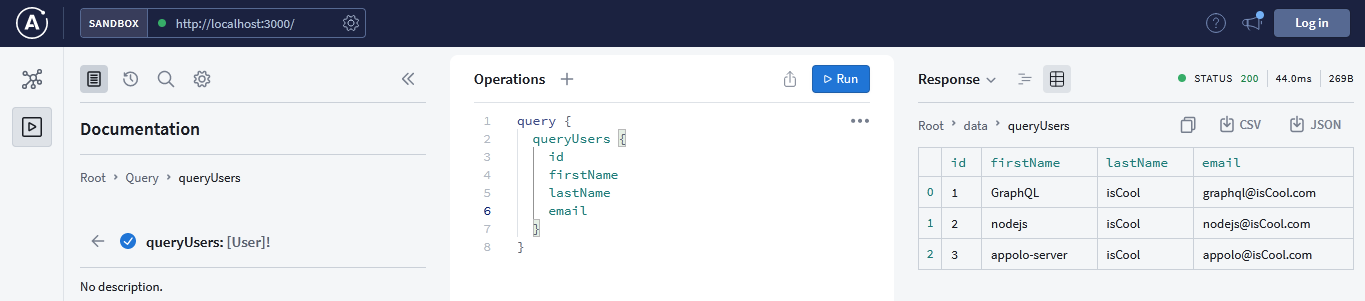 SANDBOX http://localhost:3000/ ? Log in
Documentation
Root > Query > queryUsers
queryUsers: [User]!
No description.
Operations + Run
1 query {
2 queryUsers {
3 id
4 firstName
5 lastName
6 email
7 }
8 }
Response STATUS 200 44.0ms 269B
Root > data > queryUsers CSV JSON
id firstName lastName email
0 1 GraphQL isCool graphql@isCool.com
1 2 nodejs isCool nodejs@isCool.com
2 3 appolo-server isCool appolo@isCool.com